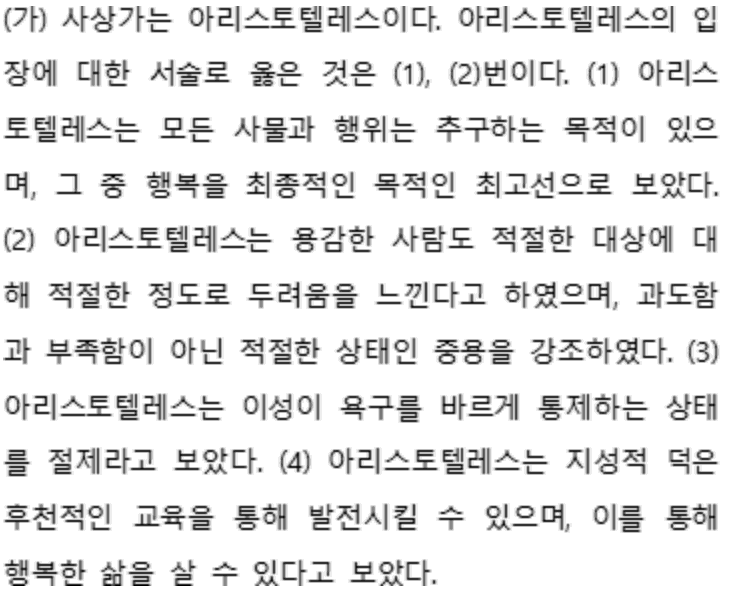 (가) 사상가는 아리스토텔레스이다. 아리스토텔레스의 입
장에 대한 서술로 옳은 것은 (1), (2)번이다. (1) 아리스
토텔레스는 모든 사물과 행위는 추구하는 목적이 있으
며, 그 중 행복을 최종적인 목적인 최고선으로 보았다.
(2) 아리스토텔레스는 용감한 사람도 적절한 대상에 대
해 적절한 정도로 두려움을 느낀다고 하였으며, 과도함
과 부족함이 아닌 적절한 상태인 중용을 강조하였다. (3)
아리스토텔레스는 이성이 욕구를 바르게 통제하는 상태
를 절제라고 보았다. (4) 아리스토텔레스는 지성적 덕은
후천적인 교육을 통해 발전시킬 수 있으며, 이를 통해
행복한 삶을 살 수 있다고 보았다.